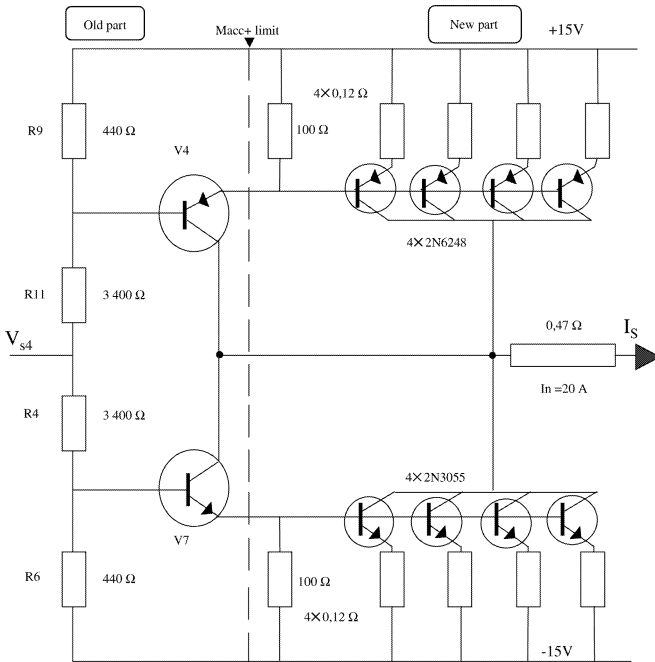 Old part
Macc+ limit
New part
+15V
4✕0,12 Ω
R9
440 Ω
100 Ω
V4
4✕2N6248
R11
3 400 Ω
Vs4
0,47 Ω
IS
In =20 A
R4
3 400 Ω
4✕2N3055
V7
R6
440 Ω
100 Ω
4✕0,12 Ω
-15V